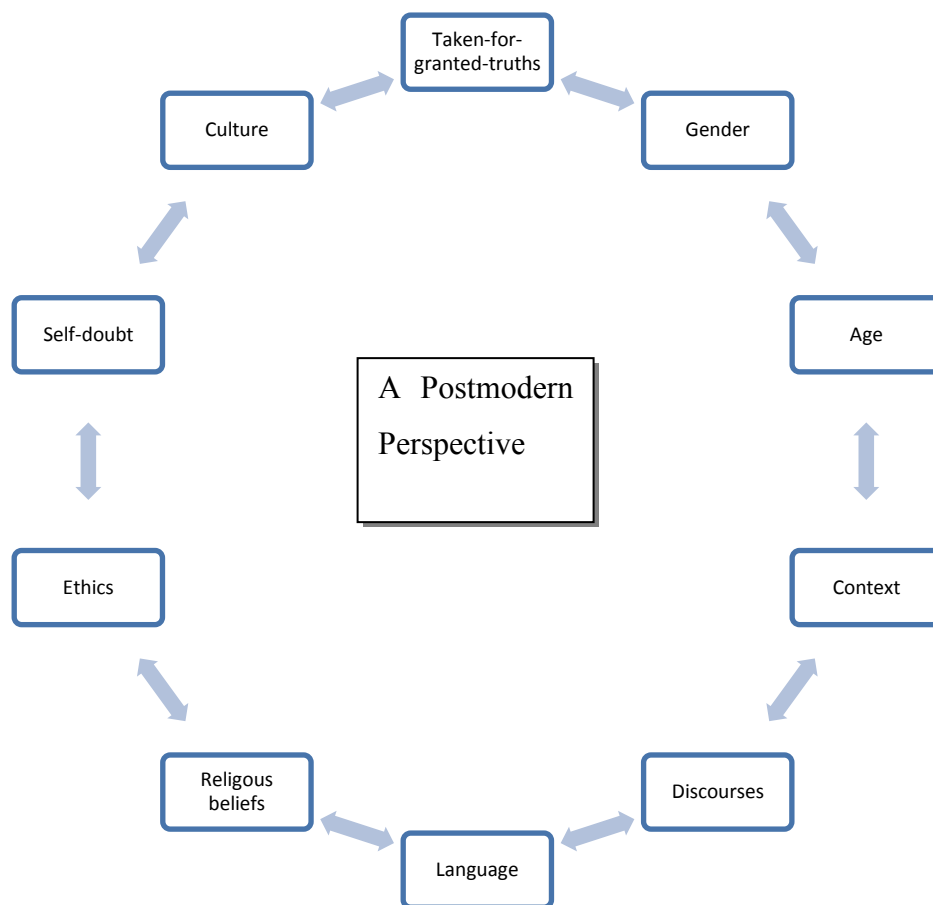 Taken-for-
granted-truths
Culture
Gender
Self-doubt
Age
A Postmodern
Perspective
Ethics
Context
Religous
beliefs
Discourses
Language